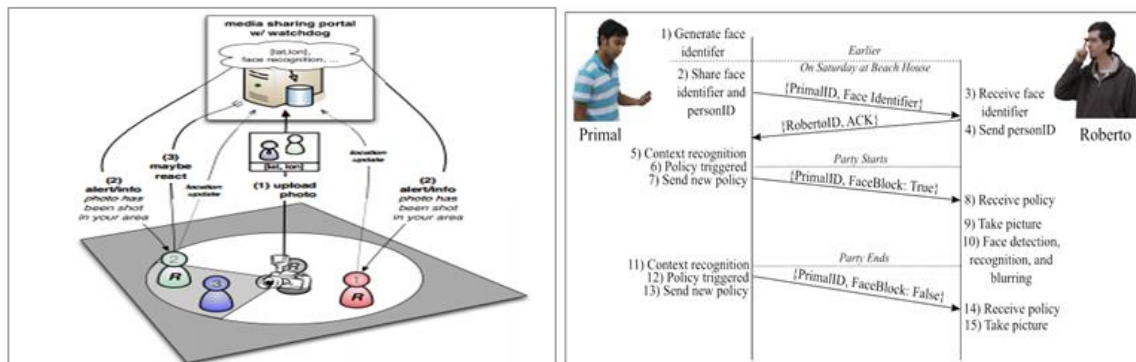 media sharing portal
w/ watchdog
[lat,lon],
face recognition, ...
(3)
maybe
react
location
update
(1) upload
photo
[lat, lon]
location
update
(2)
alert/info
photo has
been shot
in your area
(2)
alert/info
photo has
been shot
in your area
2
R
3
R
1
R
Primal
1) Generate face
identifer
2) Share face
identifier and
personID
5) Context recognition
6) Policy triggered
7) Send new policy
11) Context recognition
12) Policy triggered
13) Send new policy
Earlier
On Saturday at Beach House
{PrimalID, Face Identifier}
{RobertoID, ACK}
Party Starts
{PrimalID, FaceBlock: True}
Party Ends
{PrimalID, FaceBlock: False}
Roberto
3) Receive face
identifier
4) Send personID
8) Receive policy
9) Take picture
10) Face detection,
recognition, and
blurring
14) Receive policy
15) Take picture